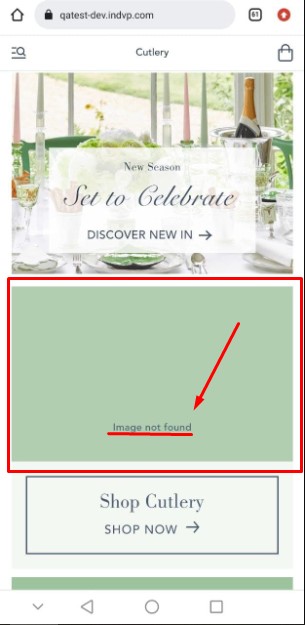 qatest-dev.indvp.com
61
Cutlery
New Season
Set to Celebrate
DISCOVER NEW IN
Image not found
Shop Cutlery
SHOP NOW